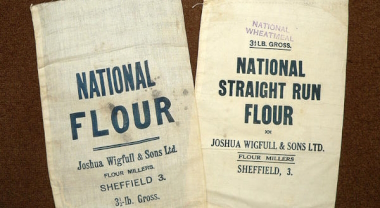 NATIONAL
FLOUR
Joshua Wigfull & Sons Ltd.
FLOUR MILLERS
SHEFFIELD 3.
3½-lb. Gross.
NATIONAL
WHEATMEAL
3½ LB. GROSS.
NATIONAL
STRAIGHT RUN
FLOUR
JOSHUA WIGFULL & SONS LTD.
FLOUR MILLERS
SHEFFIELD, 3.